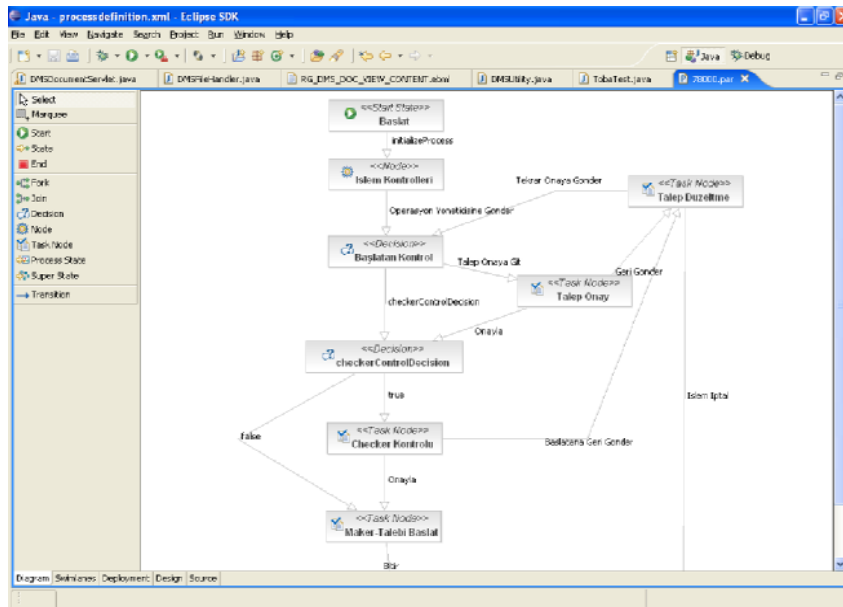 Java - processdefinition.xml - Eclipse SDK
File Edit View Navigate Search Project Run Window Help
Java Debug
DMSDocumentServlet.java DMSFileHandler.java RG_DMS_DOC_VIEW_CONTENT.ebmi DMSUtility.java TobaTest.java 78000.par
Select
Marquee
Start
State
End
Fork
Join
Decision
Node
Task Node
Process State
Super State
Transition
<<Start State>>
Baslat
initializeProcess
<<Node>>
Islem Kontrolleri
Tekrar Onaya Gonder
<<Task Node>>
Talep Duzeltme
Operasyon Yoneticisine Gonder
<<Decision>>
Başlatan Kontrol
Talep Onaya Git
Geri Gonder
<<Task Node>>
Talep Onay
checkerControlDecision
Onayla
<<Decision>>
checkerControlDecision
true
Islem Iptal
false
<<Task Node>>
Checker Kontrolu
Baslatana Geri Gonder
Onayla
<<Task Node>>
Maker-Talebi Baslat
Bitir
Diagram Swimlanes Deployment Design Source